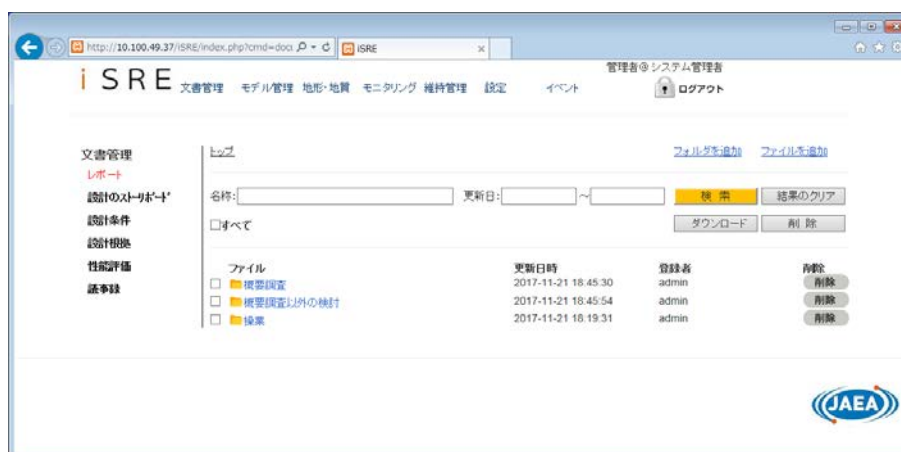 http://10.100.49.37/iSRE/index.php?cmd=doci
iSRE
管理者@システム管理者
iSRE
文書管理 モデル管理 地形・地質 モニタリング 維持管理 設定 イベント
ログアウト
文書管理
レポート
設計のストーリーボード
設計条件
設計根拠
性能評価
議事録
トップ
フォルダを追加 ファイルを追加
名称: 更新日: ~ 検索 結果のクリア
すべて ダウンロード 削除
ファイル 更新日時 登録者 削除
概要調査 2017-11-21 18:45:30 admin 削除
概要調査以外の検討 2017-11-21 18:45:54 admin 削除
操業 2017-11-21 18:19:31 admin 削除
JAEA